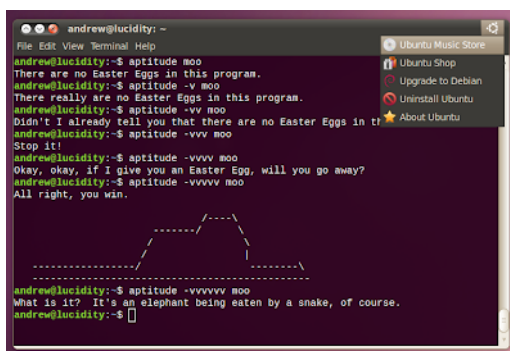 andrew@lucidity: ~
File Edit View Terminal Help
Ubuntu Music Store
Ubuntu Shop
Upgrade to Debian
Uninstall Ubuntu
About Ubuntu
andrew@lucidity:~$ aptitude moo
There are no Easter Eggs in this program.
andrew@lucidity:~$ aptitude -v moo
There really are no Easter Eggs in this program.
andrew@lucidity:~$ aptitude -vv moo
Didn't I already tell you that there are no Easter Eggs in th
andrew@lucidity:~$ aptitude -vvv moo
Stop it!
andrew@lucidity:~$ aptitude -vvvv moo
Okay, okay, if I give you an Easter Egg, will you go away?
andrew@lucidity:~$ aptitude -vvvvv moo
All right, you win.
/----\
-------/ \
/ \
/ |
-----------------/ --------\
----------------------------------------------
andrew@lucidity:~$ aptitude -vvvvvv moo
What is it? It's an elephant being eaten by a snake, of course.
andrew@lucidity:~$